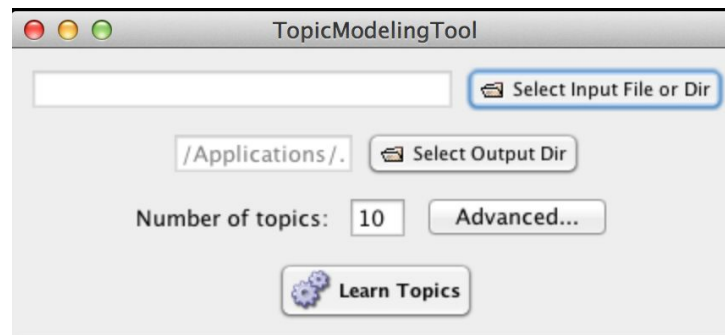 TopicModelingTool
Select Input File or Dir
/Applications/. Select Output Dir
Number of topics: 10 Advanced...
Learn Topics